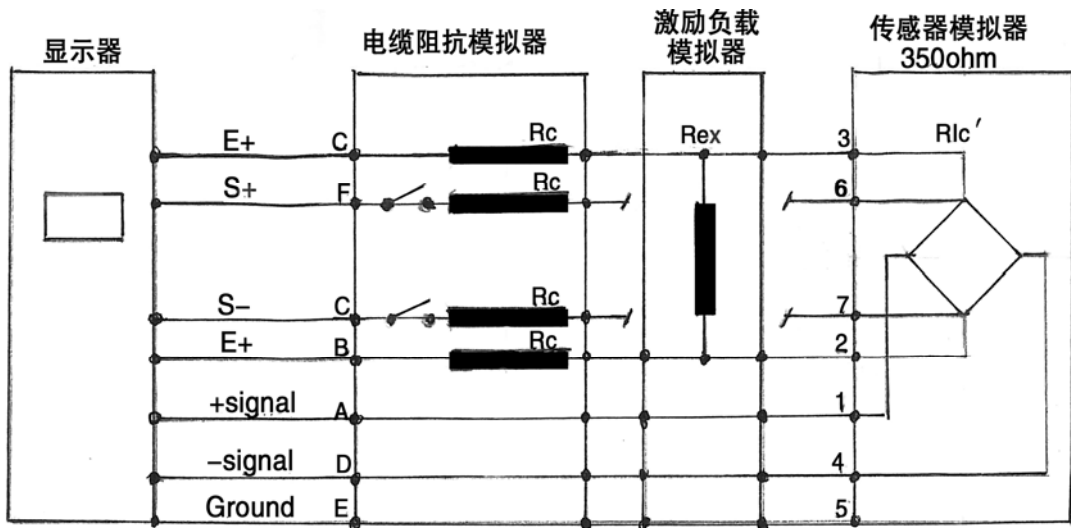 显示器
电缆阻抗模拟器
激励负载
模拟器
传感器模拟器
350ohm
E+ C Rc Rex 3 RIc′
S+ F Rc 6
S− C Rc 7
E+ B Rc 2
+signal A 1
−signal D 4
Ground E 5